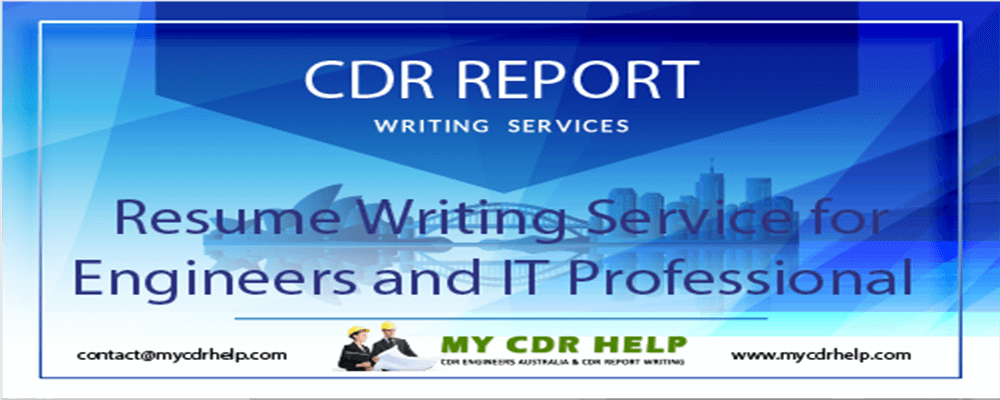 CDR REPORT
WRITING SERVICES
Resume Writing Service for
Engineers and IT Professional
contact@mycdrhelp.com
MY CDR HELP
CDR ENGINEERS AUSTRALIA & CDR REPORT WRITING
www.mycdrhelp.com